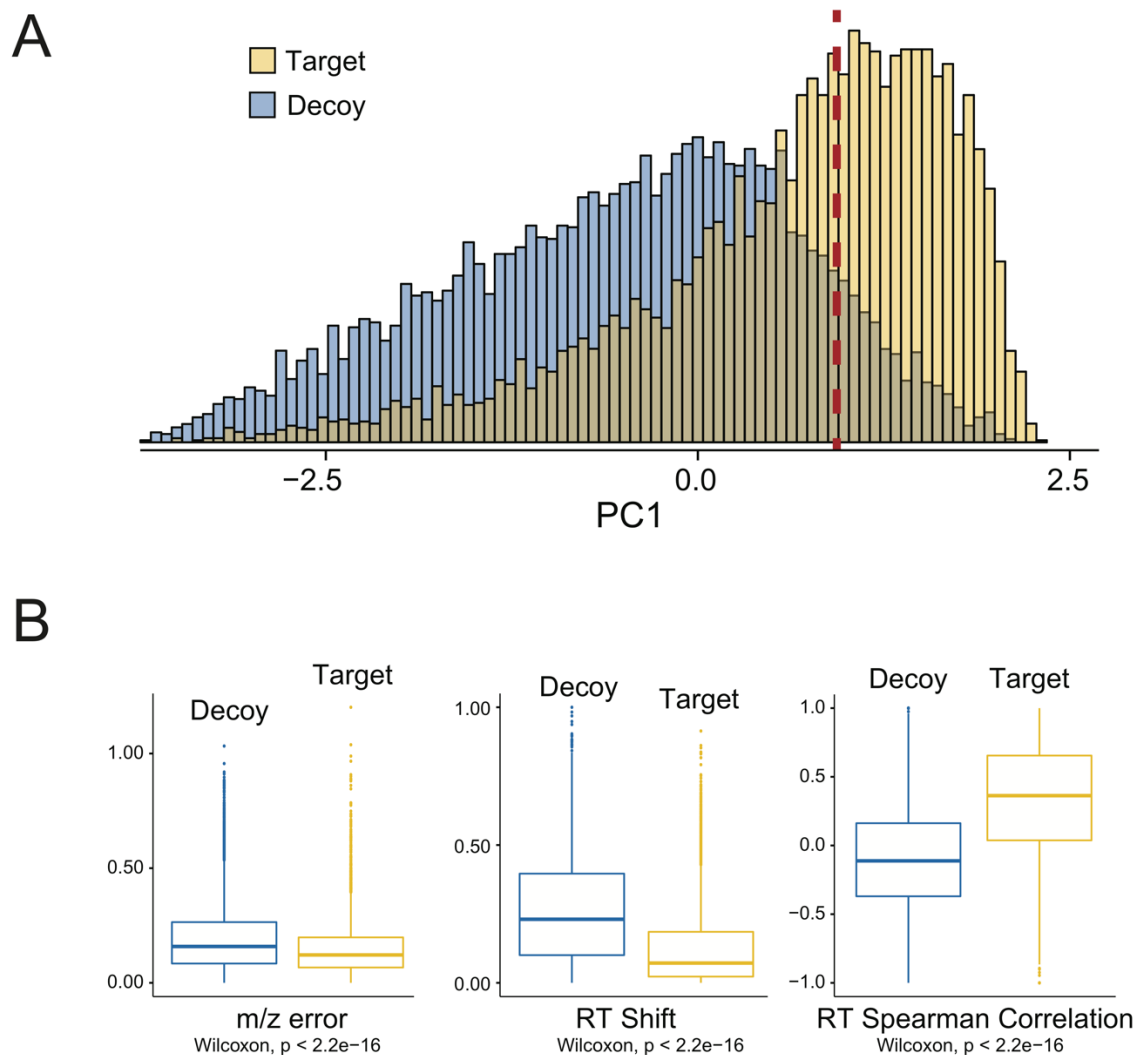 A
Target
Decoy
−2.5 0.0 2.5
PC1
B
Decoy Target
1.00
0.50
0.00
m/z error
Wilcoxon, p < 2.2e−16
Decoy Target
1.00
0.50
0.00
RT Shift
Wilcoxon, p < 2.2e−16
Decoy Target
1.0
0.5
0.0
−0.5
−1.0
RT Spearman Correlation
Wilcoxon, p < 2.2e−16